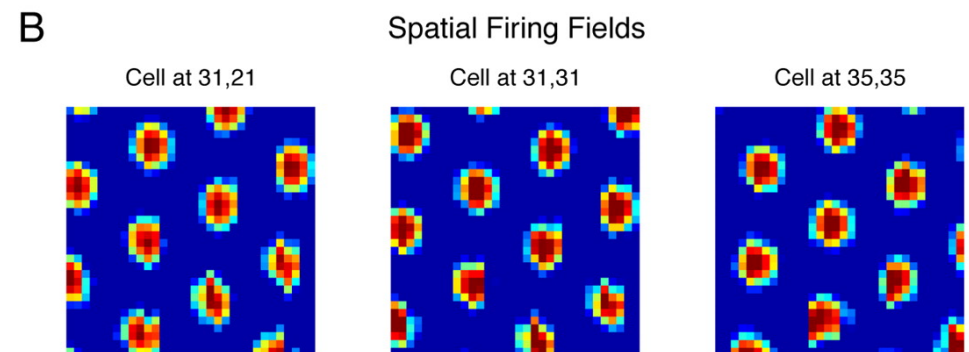 B
Spatial Firing Fields
Cell at 31,21
Cell at 31,31
Cell at 35,35